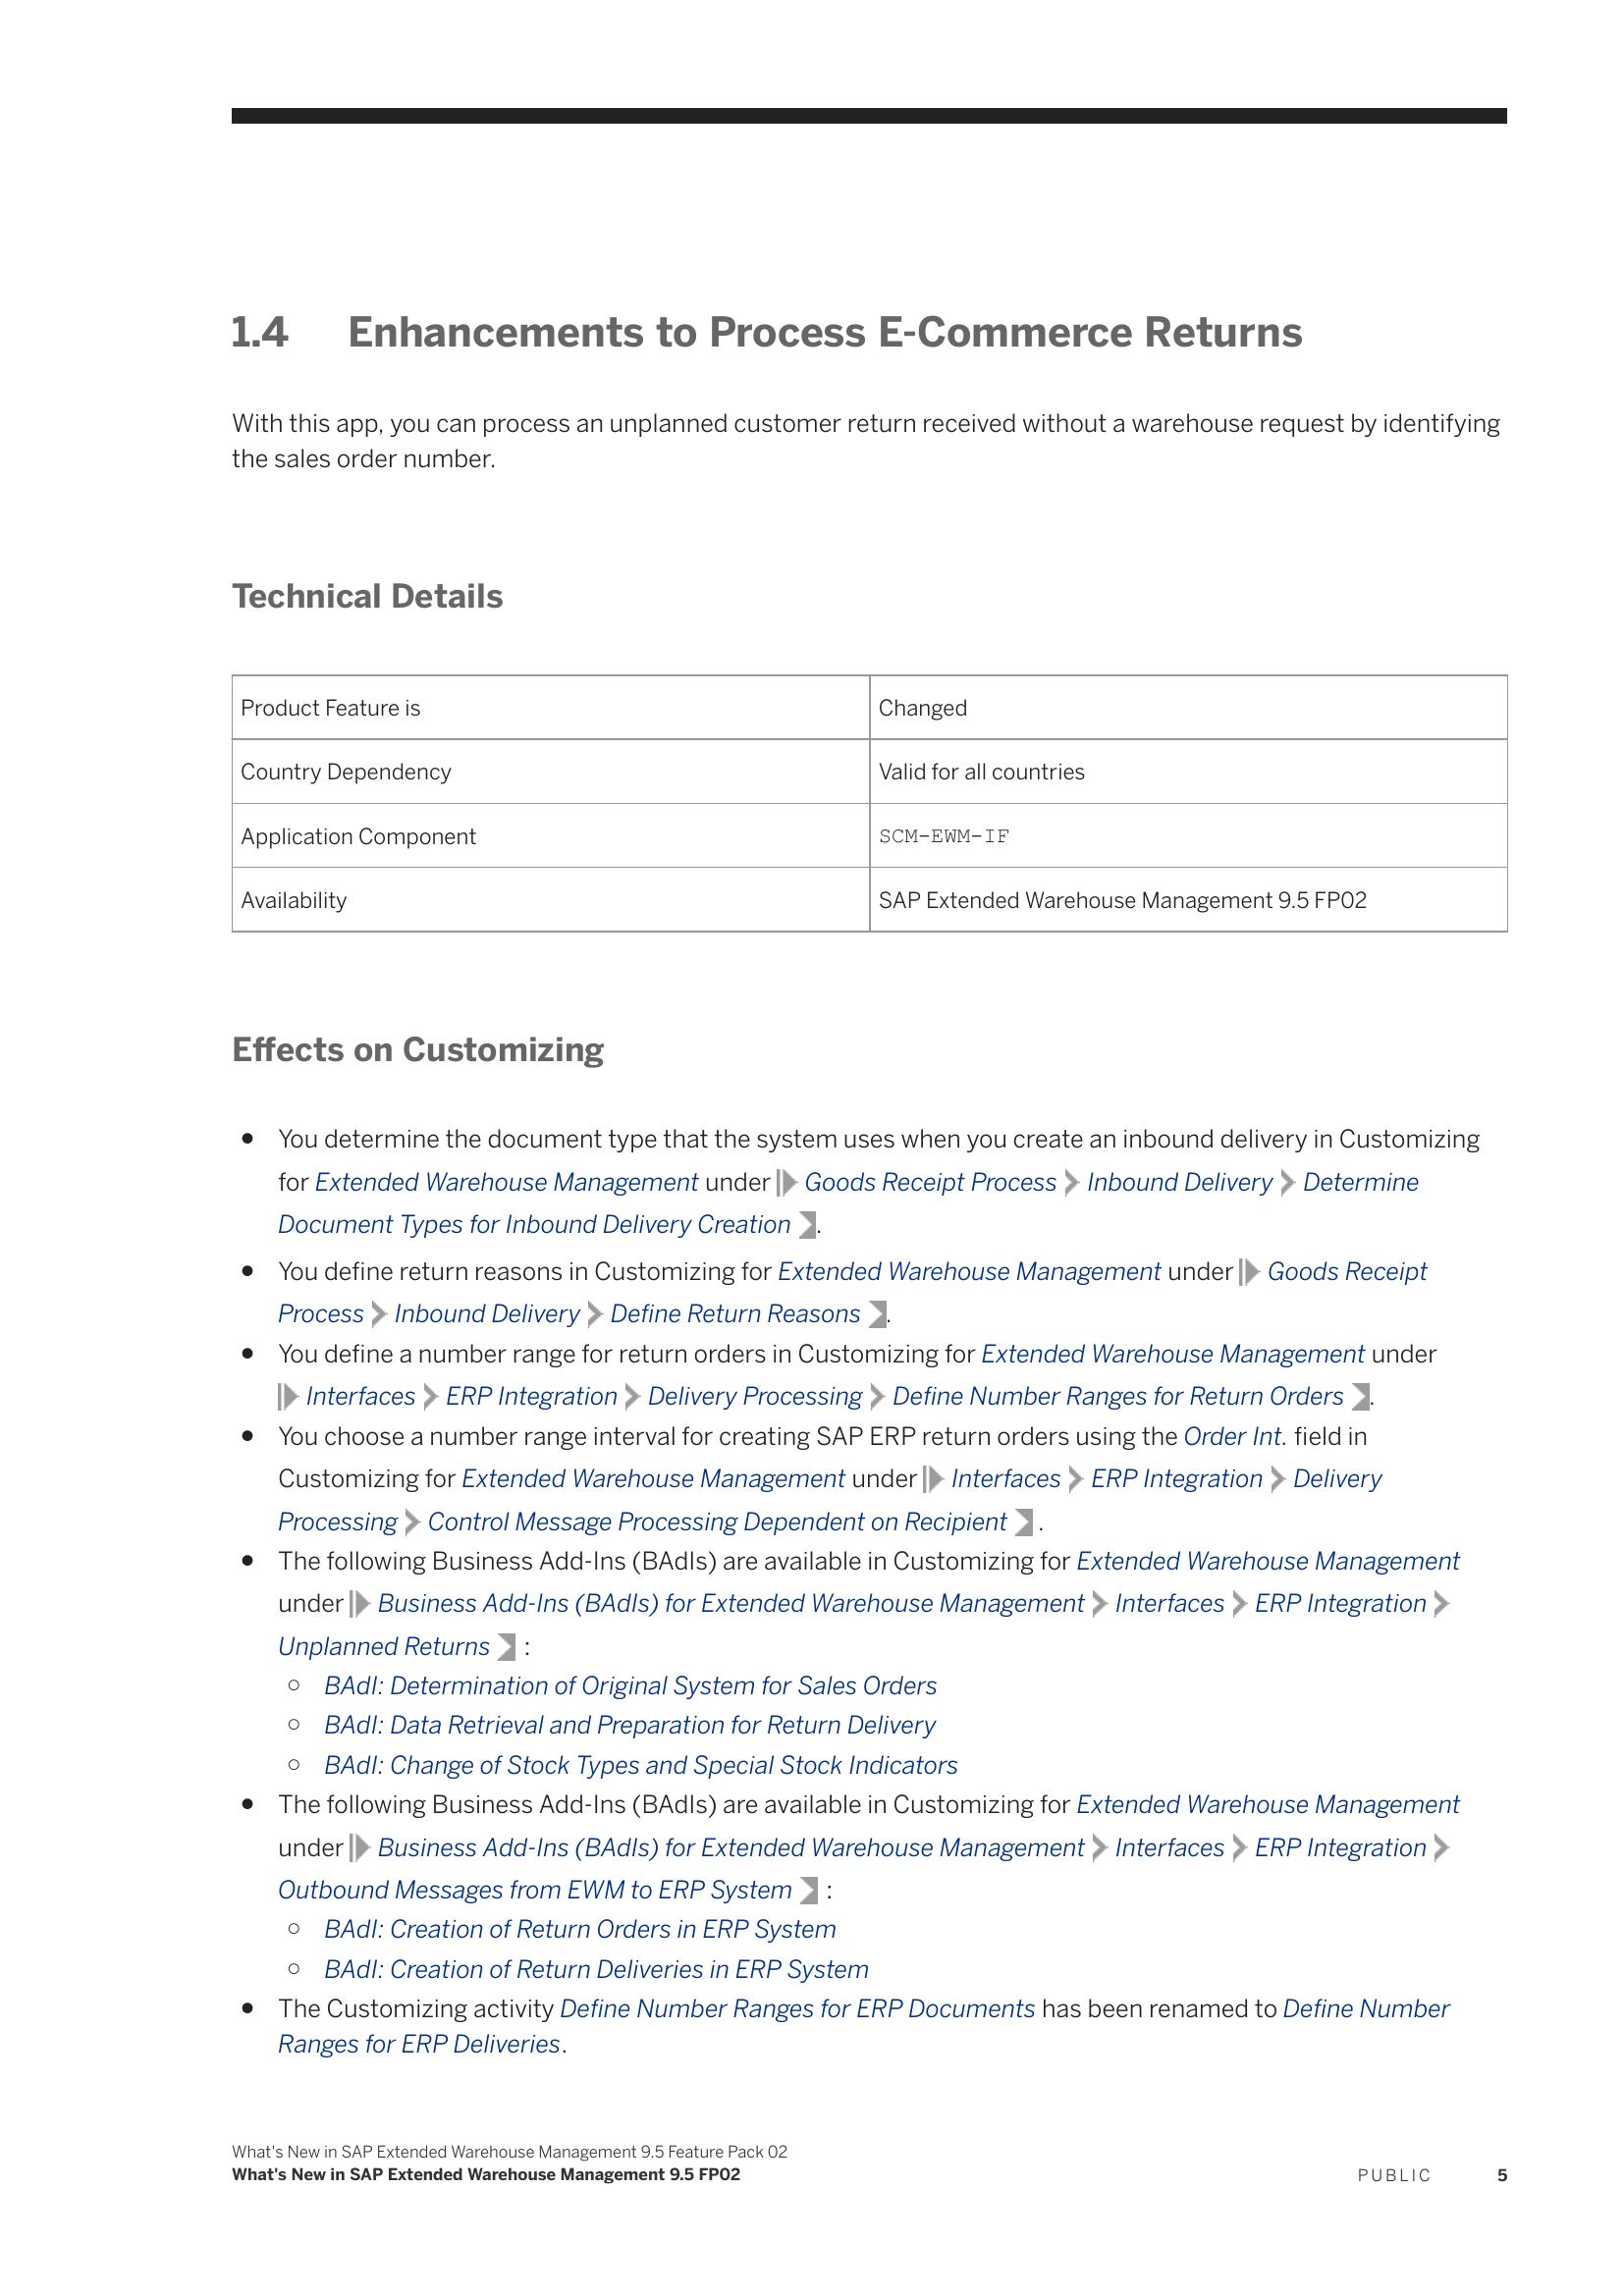 1.4 Enhancements to Process E-Commerce Returns
With this app, you can process an unplanned customer return received without a warehouse request by identifying
the sales order number.
Technical Details
Product Feature is Changed
Country Dependency Valid for all countries
Application Component SCM-EWM-IF
Availability SAP Extended Warehouse Management 9.5 FP02
Effects on Customizing
● You determine the document type that the system uses when you create an inbound delivery in Customizing
for Extended Warehouse Management under Goods Receipt Process Inbound Delivery Determine
Document Types for Inbound Delivery Creation .
● You define return reasons in Customizing for Extended Warehouse Management under Goods Receipt
Process Inbound Delivery Define Return Reasons .
● You define a number range for return orders in Customizing for Extended Warehouse Management under
Interfaces ERP Integration Delivery Processing Define Number Ranges for Return Orders .
● You choose a number range interval for creating SAP ERP return orders using the Order Int. field in
Customizing for Extended Warehouse Management under Interfaces ERP Integration Delivery
Processing Control Message Processing Dependent on Recipient .
● The following Business Add-Ins (BAdIs) are available in Customizing for Extended Warehouse Management
under Business Add-Ins (BAdIs) for Extended Warehouse Management Interfaces ERP Integration
Unplanned Returns :
○ BAdI: Determination of Original System for Sales Orders
○ BAdI: Data Retrieval and Preparation for Return Delivery
○ BAdI: Change of Stock Types and Special Stock Indicators
● The following Business Add-Ins (BAdIs) are available in Customizing for Extended Warehouse Management
under Business Add-Ins (BAdIs) for Extended Warehouse Management Interfaces ERP Integration
Outbound Messages from EWM to ERP System :
○ BAdI: Creation of Return Orders in ERP System
○ BAdI: Creation of Return Deliveries in ERP System
● The Customizing activity Define Number Ranges for ERP Documents has been renamed to Define Number
Ranges for ERP Deliveries.
What's New in SAP Extended Warehouse Management 9.5 Feature Pack 02
What's New in SAP Extended Warehouse Management 9.5 FP02 PUBLIC 5